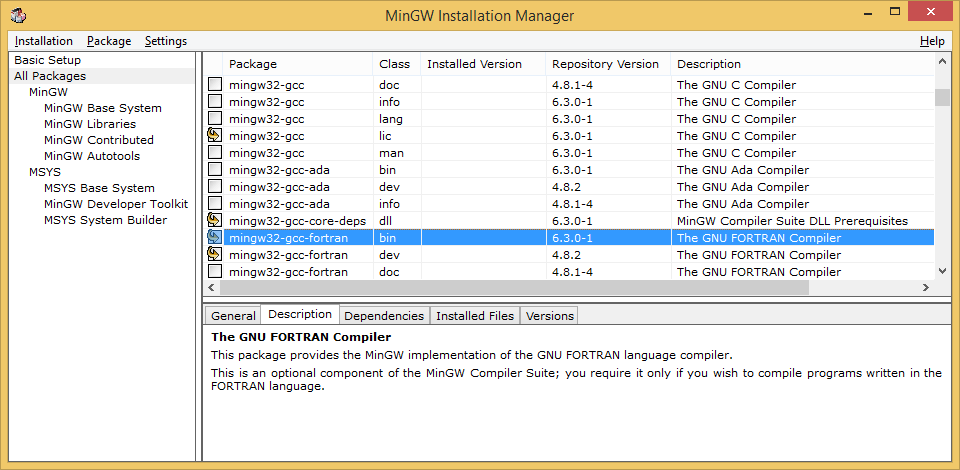 MinGW Installation Manager
Installation Package Settings Help
Basic Setup
All Packages
MinGW
MinGW Base System
MinGW Libraries
MinGW Contributed
MinGW Autotools
MSYS
MSYS Base System
MinGW Developer Toolkit
MSYS System Builder
Package Class Installed Version Repository Version Description
mingw32-gcc doc 4.8.1-4 The GNU C Compiler
mingw32-gcc info 6.3.0-1 The GNU C Compiler
mingw32-gcc lang 6.3.0-1 The GNU C Compiler
mingw32-gcc lic 6.3.0-1 The GNU C Compiler
mingw32-gcc man 6.3.0-1 The GNU C Compiler
mingw32-gcc-ada bin 6.3.0-1 The GNU Ada Compiler
mingw32-gcc-ada dev 4.8.2 The GNU Ada Compiler
mingw32-gcc-ada info 4.8.1-4 The GNU Ada Compiler
mingw32-gcc-core-deps dll 6.3.0-1 MinGW Compiler Suite DLL Prerequisites
mingw32-gcc-fortran bin 6.3.0-1 The GNU FORTRAN Compiler
mingw32-gcc-fortran dev 4.8.2 The GNU FORTRAN Compiler
mingw32-gcc-fortran doc 4.8.1-4 The GNU FORTRAN Compiler
General Description Dependencies Installed Files Versions
The GNU FORTRAN Compiler
This package provides the MinGW implementation of the GNU FORTRAN language compiler.
This is an optional component of the MinGW Compiler Suite; you require it only if you wish to compile programs written in the
FORTRAN language.